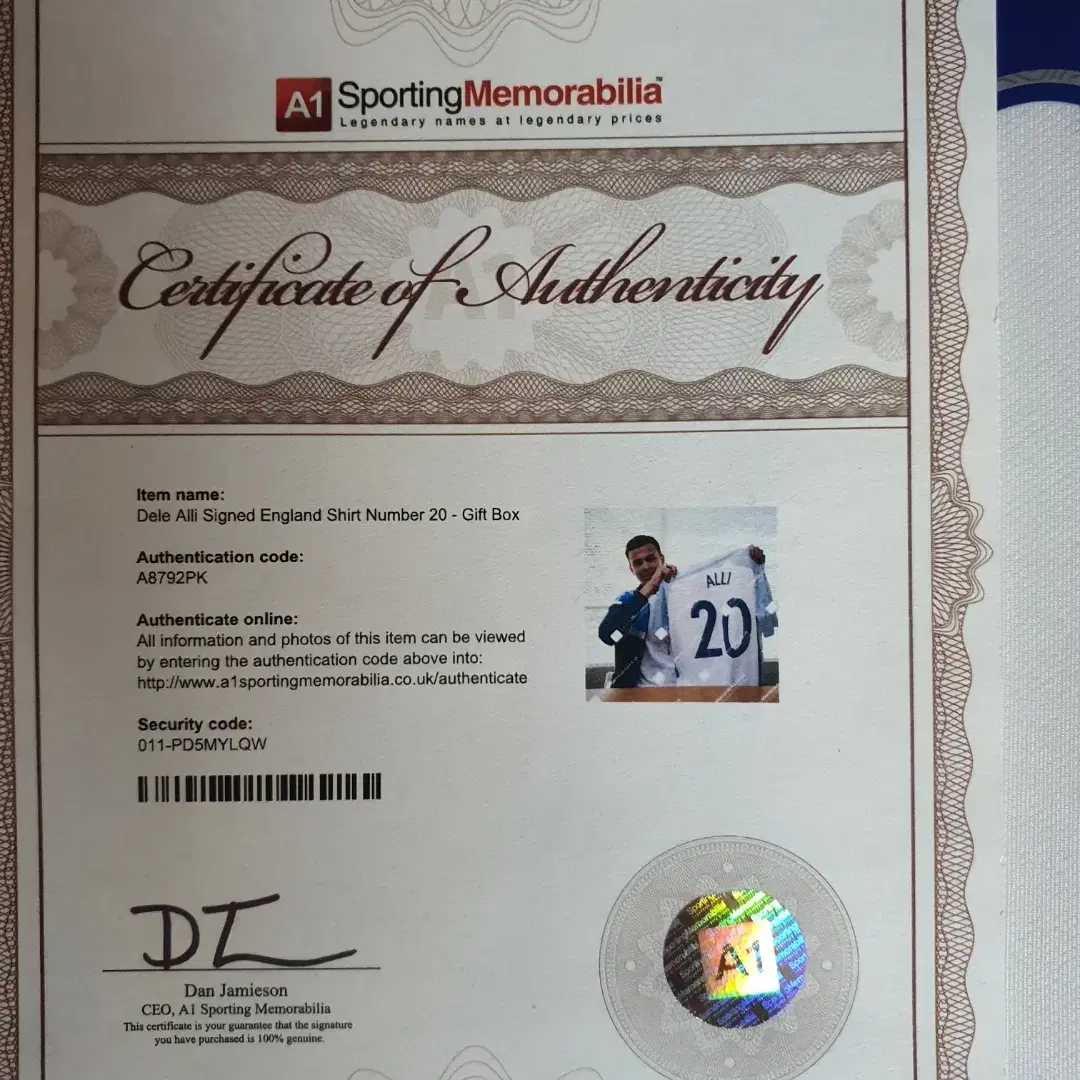 A1 SportingMemorabilia™
Legendary names at legendary prices
Certificate of Authenticity
Item name:
Dele Alli Signed England Shirt Number 20 - Gift Box
Authentication code:
A8792PK
Authenticate online:
All information and photos of this item can be viewed
by entering the authentication code above into:
http://www.a1sportingmemorabilia.co.uk/authenticate
Security code:
011-PD5MYLQW
ALLI
20
Dan Jamieson
CEO, A1 Sporting Memorabilia
This certificate is your guarantee that the signature
you have purchased is 100% genuine.
A1